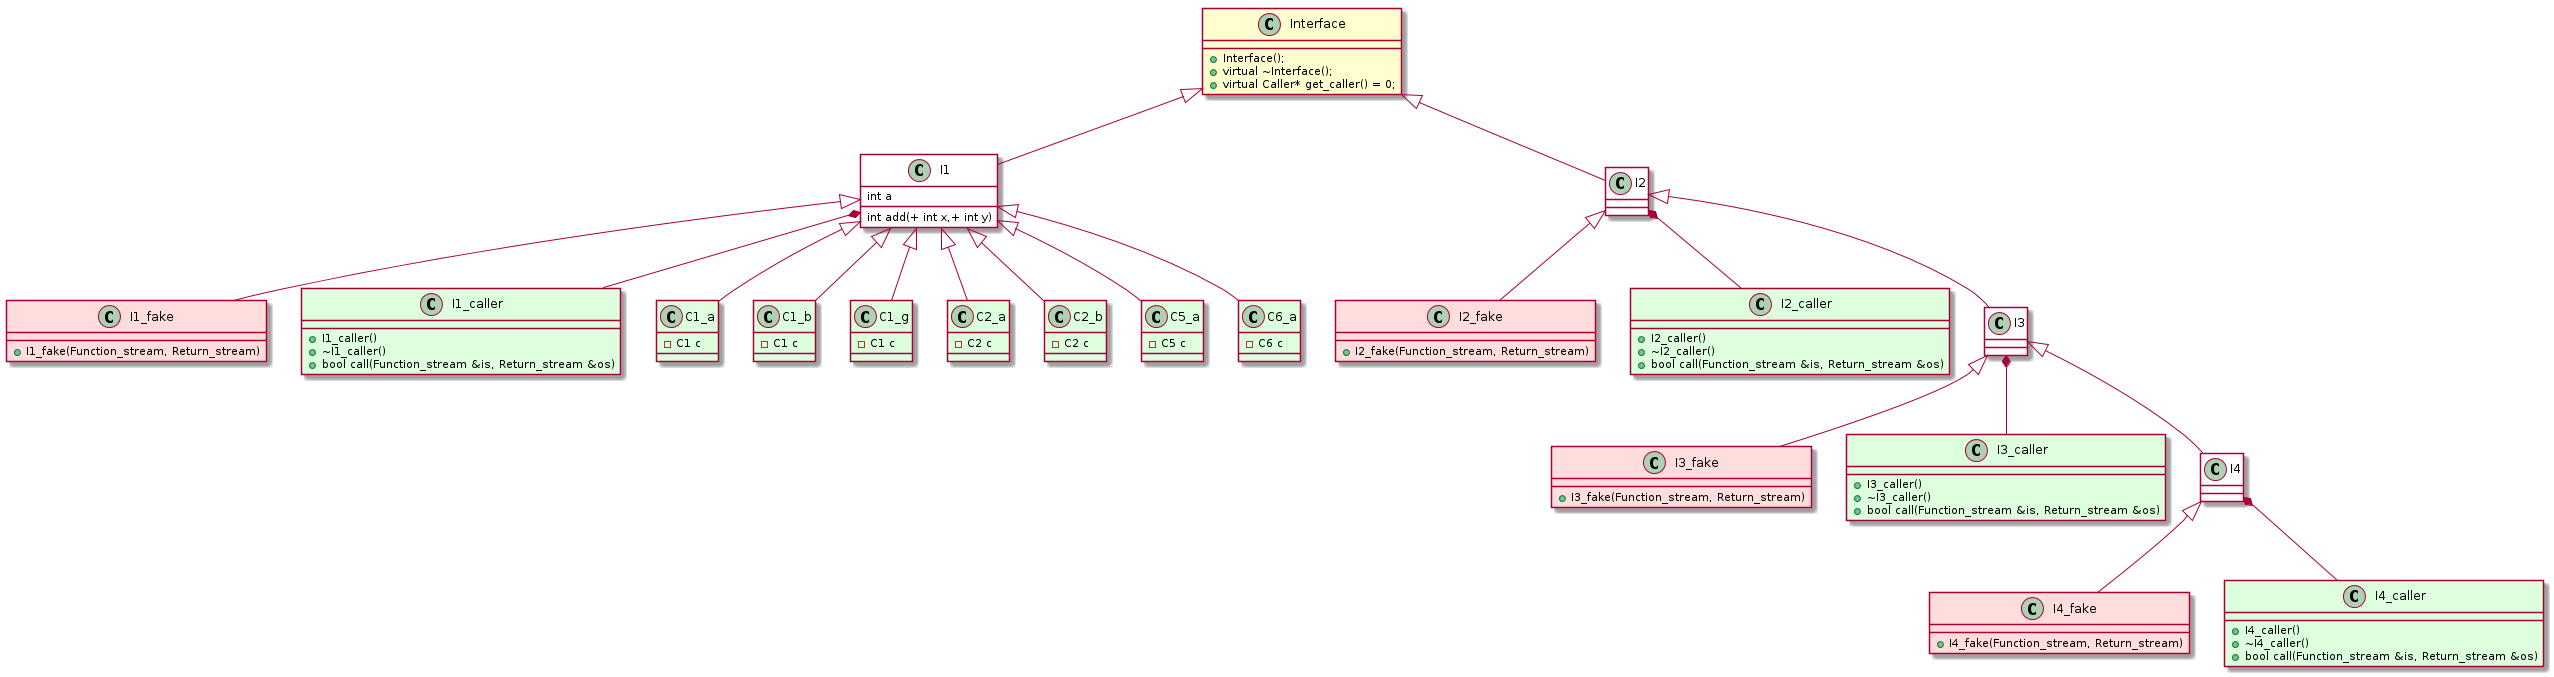 C Interface
Interface();
virtual ~Interface();
virtual Caller* get_caller() = 0;
C I1
int a
int add(+ int x,+ int y)
C I2
C I1_fake
I1_fake(Function_stream, Return_stream)
C I1_caller
I1_caller()
~I1_caller()
bool call(Function_stream &is, Return_stream &os)
C C1_a
C1 c
C C1_b
C1 c
C C1_g
C1 c
C C2_a
C2 c
C C2_b
C2 c
C C5_a
C5 c
C C6_a
C6 c
C I2_fake
I2_fake(Function_stream, Return_stream)
C I2_caller
I2_caller()
~I2_caller()
bool call(Function_stream &is, Return_stream &os)
C I3
C I3_fake
I3_fake(Function_stream, Return_stream)
C I3_caller
I3_caller()
~I3_caller()
bool call(Function_stream &is, Return_stream &os)
C I4
C I4_fake
I4_fake(Function_stream, Return_stream)
C I4_caller
I4_caller()
~I4_caller()
bool call(Function_stream &is, Return_stream &os)